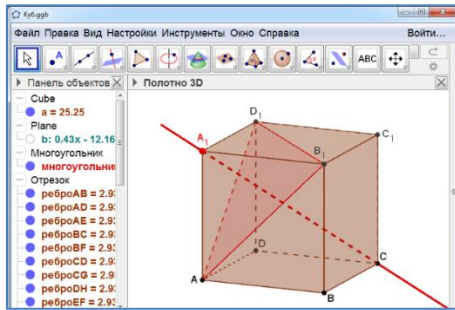 Куб.ggb
Файл Правка Вид Настройки Инструменты Окно Справка Войти...
ABC
Панель объектов
Полотно 3D
Cube
a = 25.25
Plane
b: 0.43x - 12.16
Многоугольник
многоугольни
Отрезок
реброAB = 2.93
реброAD = 2.93
реброAE = 2.93
реброBC = 2.93
реброBF = 2.93
реброCD = 2.93
реброCG = 2.93
реброDH = 2.93
реброEF = 2.93
D1
C1
A1
B1
D
C
A
B